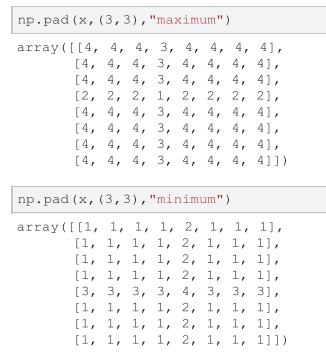 np.pad(x,(3,3),"maximum")
array([[4, 4, 4, 3, 4, 4, 4, 4],
[4, 4, 4, 3, 4, 4, 4, 4],
[4, 4, 4, 3, 4, 4, 4, 4],
[2, 2, 2, 1, 2, 2, 2, 2],
[4, 4, 4, 3, 4, 4, 4, 4],
[4, 4, 4, 3, 4, 4, 4, 4],
[4, 4, 4, 3, 4, 4, 4, 4],
[4, 4, 4, 3, 4, 4, 4, 4]])
np.pad(x,(3,3),"minimum")
array([[1, 1, 1, 1, 2, 1, 1, 1],
[1, 1, 1, 1, 2, 1, 1, 1],
[1, 1, 1, 1, 2, 1, 1, 1],
[1, 1, 1, 1, 2, 1, 1, 1],
[3, 3, 3, 3, 4, 3, 3, 3],
[1, 1, 1, 1, 2, 1, 1, 1],
[1, 1, 1, 1, 2, 1, 1, 1],
[1, 1, 1, 1, 2, 1, 1, 1]])